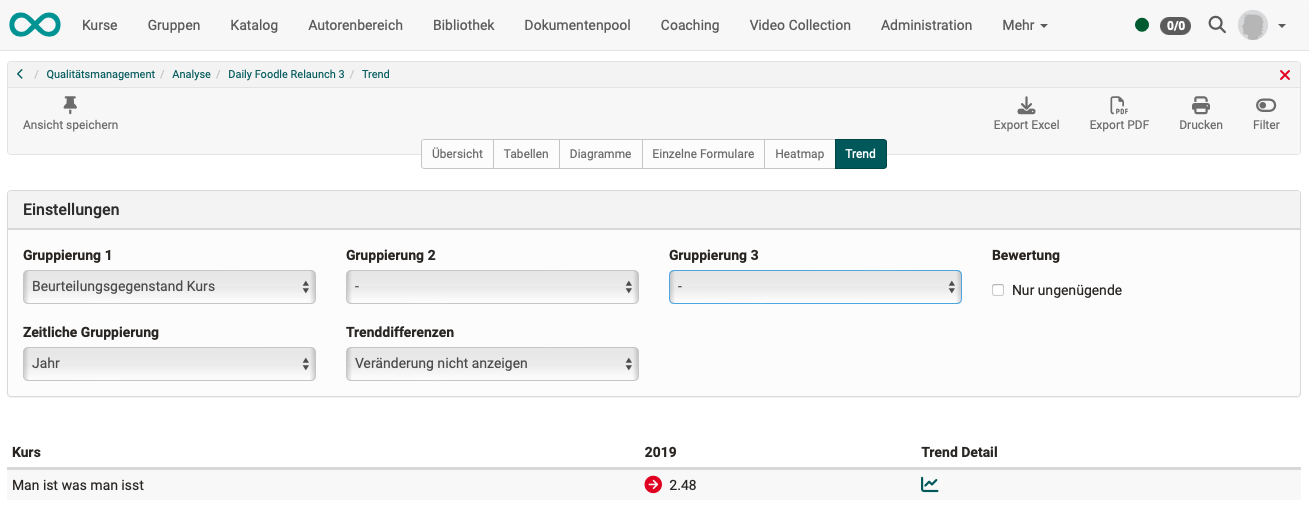 Kurse Gruppen Katalog Autorenbereich Bibliothek Dokumentenpool Coaching Video Collection Administration Mehr 0/0
/ Qualitätsmanagement / Analyse / Daily Foodle Relaunch 3 / Trend
Ansicht speichern Export Excel PDF Export PDF Drucken Filter
Übersicht Tabellen Diagramme Einzelne Formulare Heatmap Trend
Einstellungen
Gruppierung 1 Gruppierung 2 Gruppierung 3 Bewertung
Beurteilungsgegenstand Kurs - - Nur ungenügende
Zeitliche Gruppierung Trenddifferenzen
Jahr Veränderung nicht anzeigen
Kurs 2019 Trend Detail
Man ist was man isst 2.48